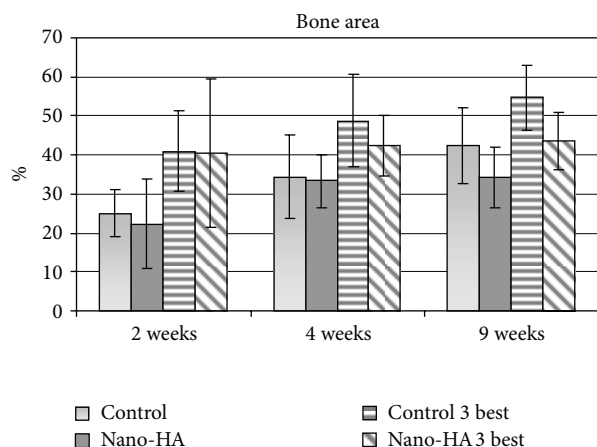 Bone area
70
60
50
40
30
20
10
0
%
2 weeks
4 weeks
9 weeks
Control
Control 3 best
Nano-HA
Nano-HA 3 best